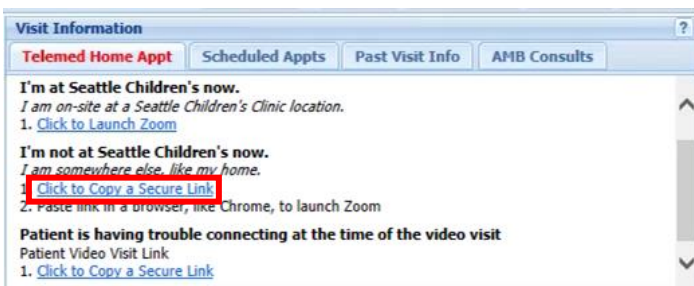 Visit Information ?
Telemed Home Appt Scheduled Appts Past Visit Info AMB Consults
I'm at Seattle Children's now.
I am on-site at a Seattle Children's Clinic location.
1. Click to Launch Zoom
I'm not at Seattle Children's now.
I am somewhere else, like my home.
1 Click to Copy a Secure Link
2. Paste link in a browser, like Chrome, to launch Zoom
Patient is having trouble connecting at the time of the video visit
Patient Video Visit Link
1. Click to Copy a Secure Link